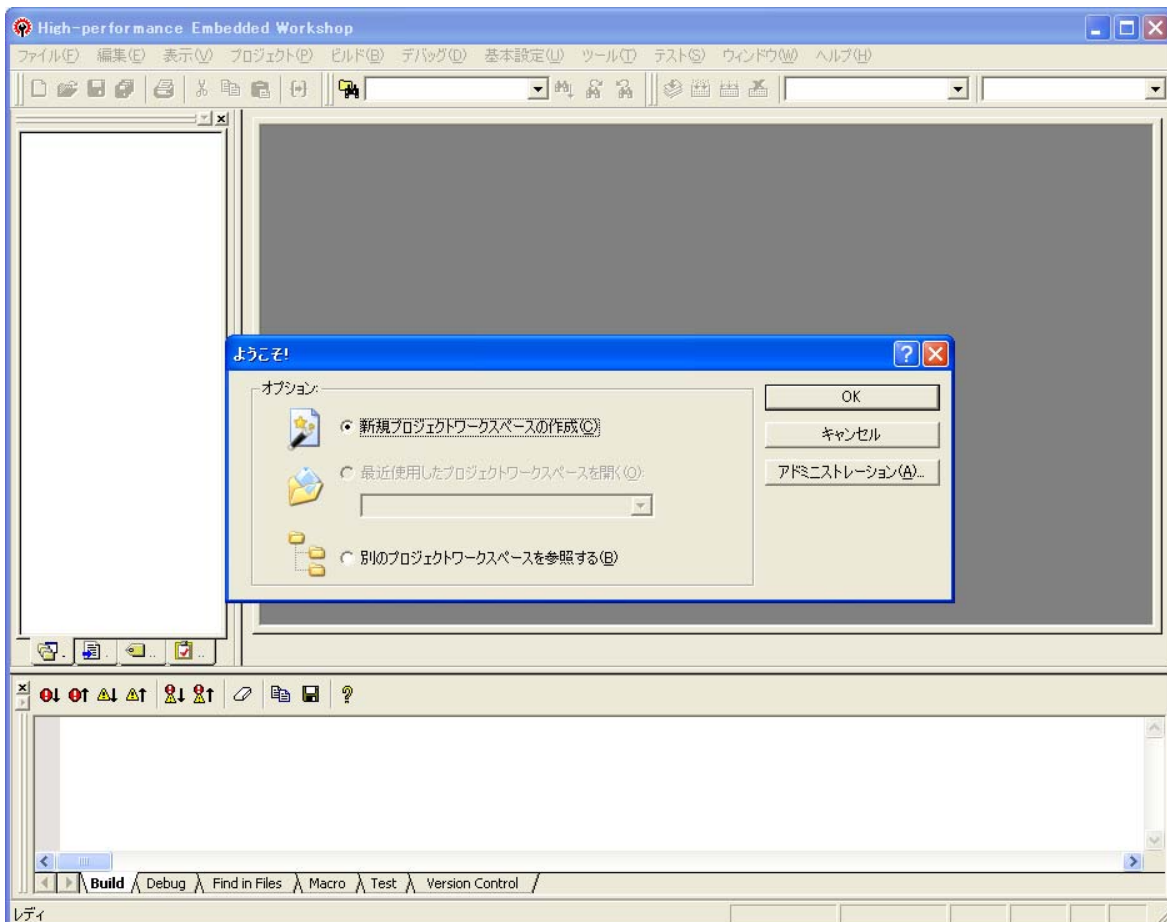 High-performance Embedded Workshop
ファイル(F) 編集(E) 表示(V) プロジェクト(P) ビルド(B) デバッグ(D) 基本設定(U) ツール(T) テスト(S) ウィンドウ(W) ヘルプ(H)
ようこそ!
オプション:
新規プロジェクトワークスペースの作成(C)
最近使用したプロジェクトワークスペースを開く(O):
別のプロジェクトワークスペースを参照する(B)
OK
キャンセル
アドミニストレーション(A)...
Build Debug Find in Files Macro Test Version Control
レディ